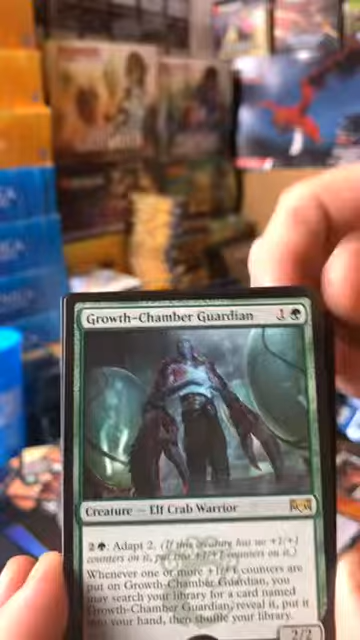 Growth-Chamber Guardian 1
Creature — Elf Crab Warrior
2: Adapt 2. (If this creature has no +1/+1
counters on it, put two +1/+1 counters on it.)
Whenever one or more +1/+1 counters are
put on Growth-Chamber Guardian, you
may search your library for a card named
Growth-Chamber Guardian, reveal it, put it
into your hand, then shuffle your library.
2/2